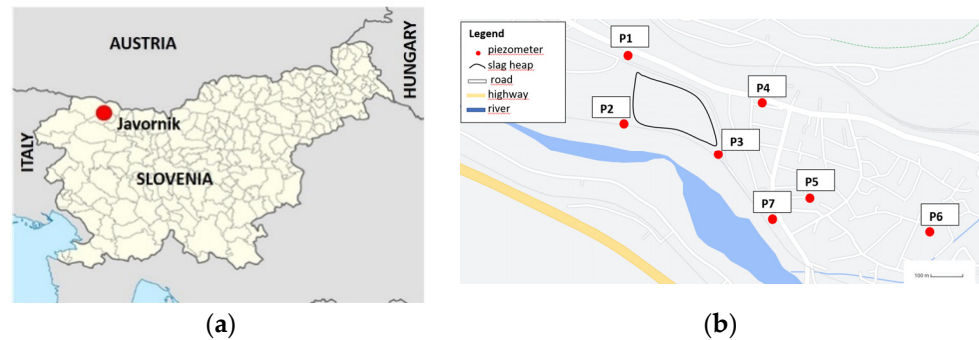 AUSTRIA
HUNGARY
Javornik
ITALY
SLOVENIA
(a)
Legend
piezometer
slag heap
road
highway
river
P1
P4
P2
P3
P5
P7
P6
100 m
(b)